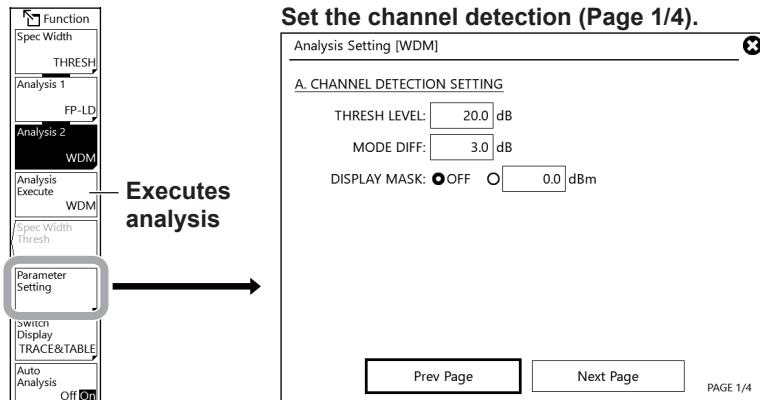 Function
Spec Width
THRESH
Analysis 1
FP-LD
Analysis 2
WDM
Analysis
Execute
WDM
Spec Width
Thresh
Parameter
Setting
Switch
Display
TRACE&TABLE
Auto
Analysis
Off On
Executes
analysis
Set the channel detection (Page 1/4).
Analysis Setting [WDM]
A. CHANNEL DETECTION SETTING
THRESH LEVEL: 20.0 dB
MODE DIFF: 3.0 dB
DISPLAY MASK: OFF 0.0 dBm
Prev Page Next Page PAGE 1/4